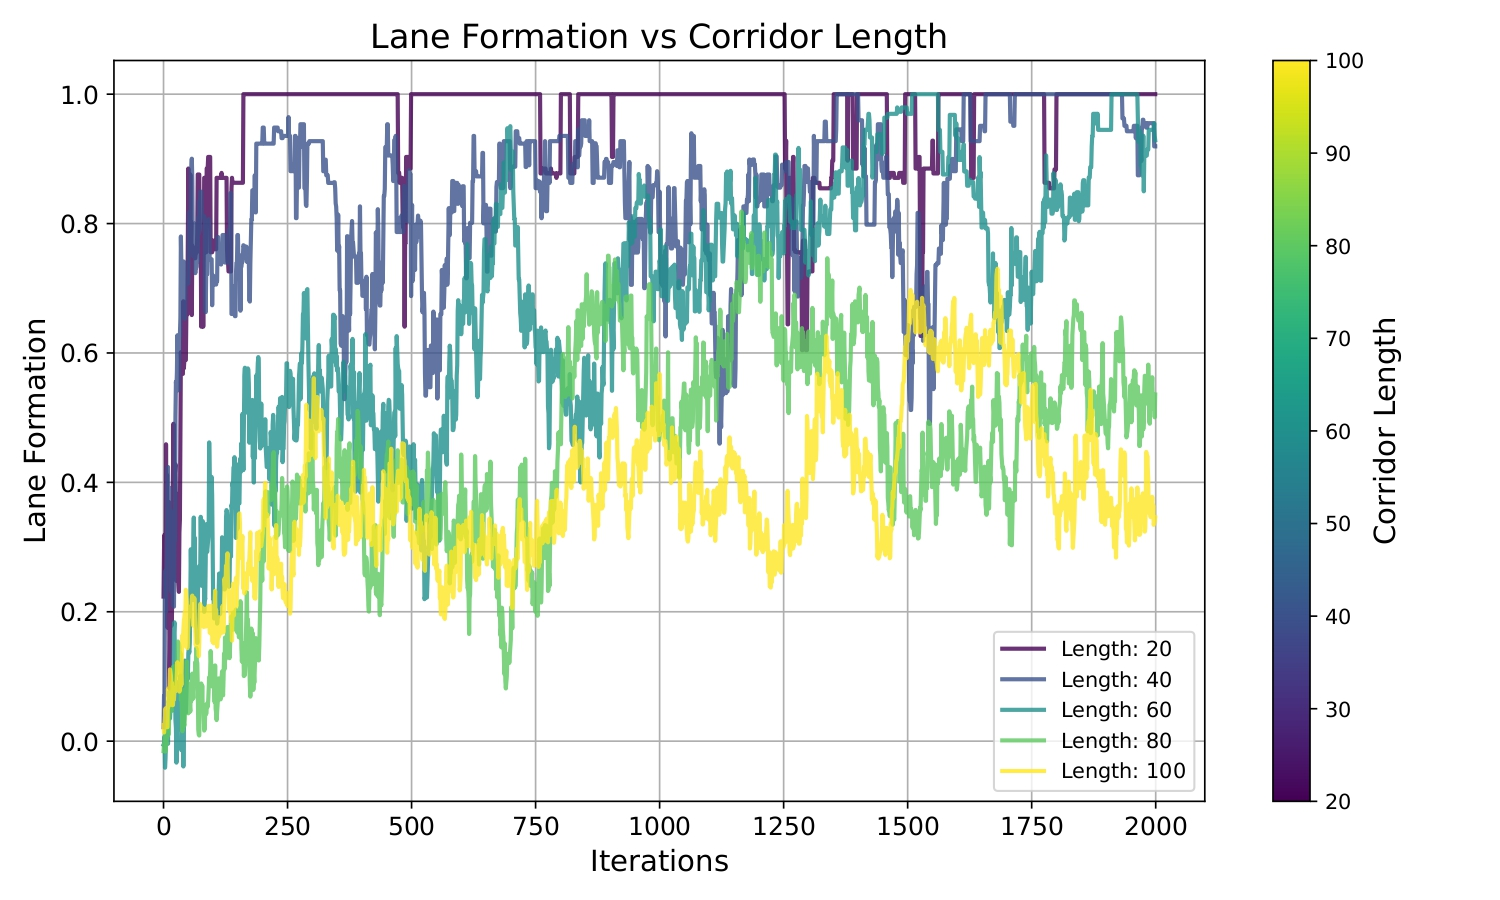 Lane Formation vs Corridor Length
Lane Formation
1.0
0.8
0.6
0.4
0.2
0.0
0 250 500 750 1000 1250 1500 1750 2000
Iterations
Length: 20
Length: 40
Length: 60
Length: 80
Length: 100
100
90
80
70
60
50
40
30
20
Corridor Length